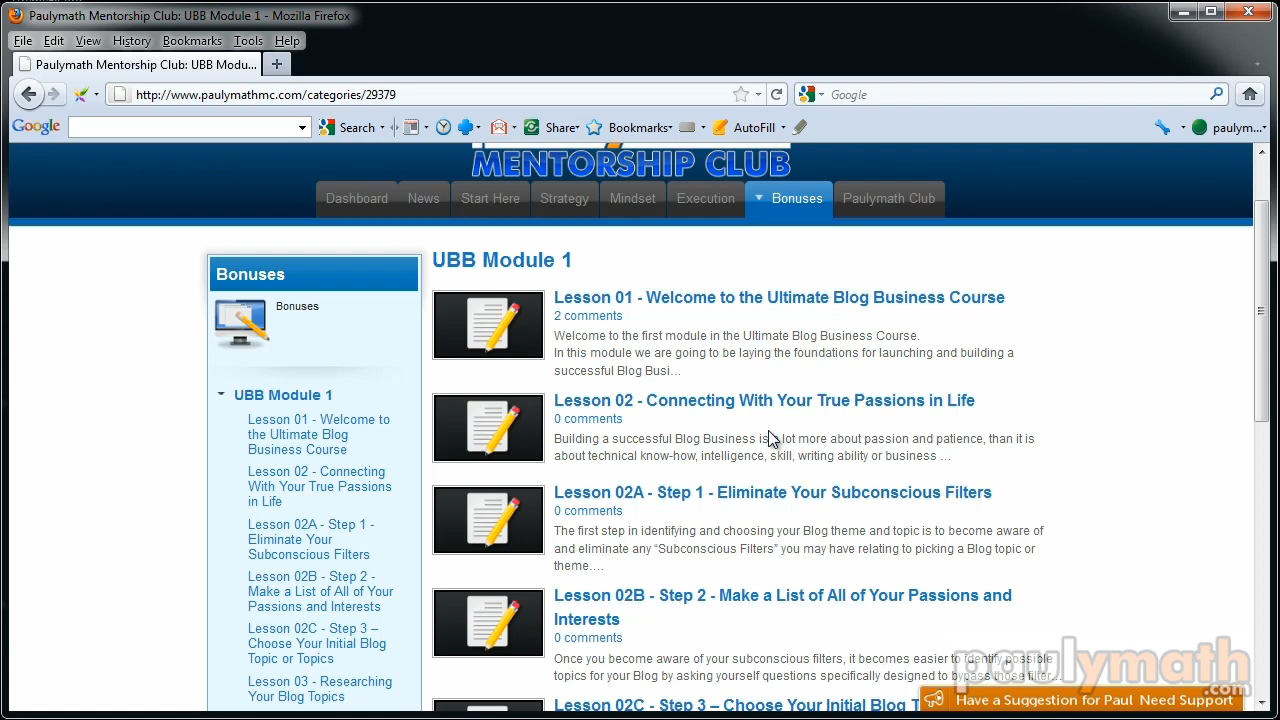 Paulymath Mentorship Club: UBB Module 1 - Mozilla Firefox
File Edit View History Bookmarks Tools Help
Paulymath Mentorship Club: UBB Modu...
http://www.paulymathmc.com/categories/29379
Google
Google Search Share Bookmarks AutoFill paulym...
MENTORSHIP CLUB
Dashboard News Start Here Strategy Mindset Execution Bonuses Paulymath Club
Bonuses
Bonuses
UBB Module 1
Lesson 01 - Welcome to
the Ultimate Blog
Business Course
Lesson 02 - Connecting
With Your True Passions
in Life
Lesson 02A - Step 1 -
Eliminate Your
Subconscious Filters
Lesson 02B - Step 2 -
Make a List of All of Your
Passions and Interests
Lesson 02C - Step 3 –
Choose Your Initial Blog
Topic or Topics
Lesson 03 - Researching
Your Blog Topics
UBB Module 1
Lesson 01 - Welcome to the Ultimate Blog Business Course
2 comments
Welcome to the first module in the Ultimate Blog Business Course.
In this module we are going to be laying the foundations for launching and building a
successful Blog Busi...
Lesson 02 - Connecting With Your True Passions in Life
0 comments
Building a successful Blog Business is lot more about passion and patience, than it is
about technical know-how, intelligence, skill, writing ability or business ...
Lesson 02A - Step 1 - Eliminate Your Subconscious Filters
0 comments
The first step in identifying and choosing your Blog theme and topic is to become aware of
and eliminate any “Subconscious Filters” you may have relating to picking a Blog topic or
theme....
Lesson 02B - Step 2 - Make a List of All of Your Passions and
Interests
0 comments
Once you become aware of your subconscious filters, it becomes easier to identify possible
topics for your Blog by asking yourself questions specifically designed to bypass those filter...
Lesson 02C - Step 3 – Choose Your Initial Blog T
paulymath
.com
Have a Suggestion for Paul Need Support